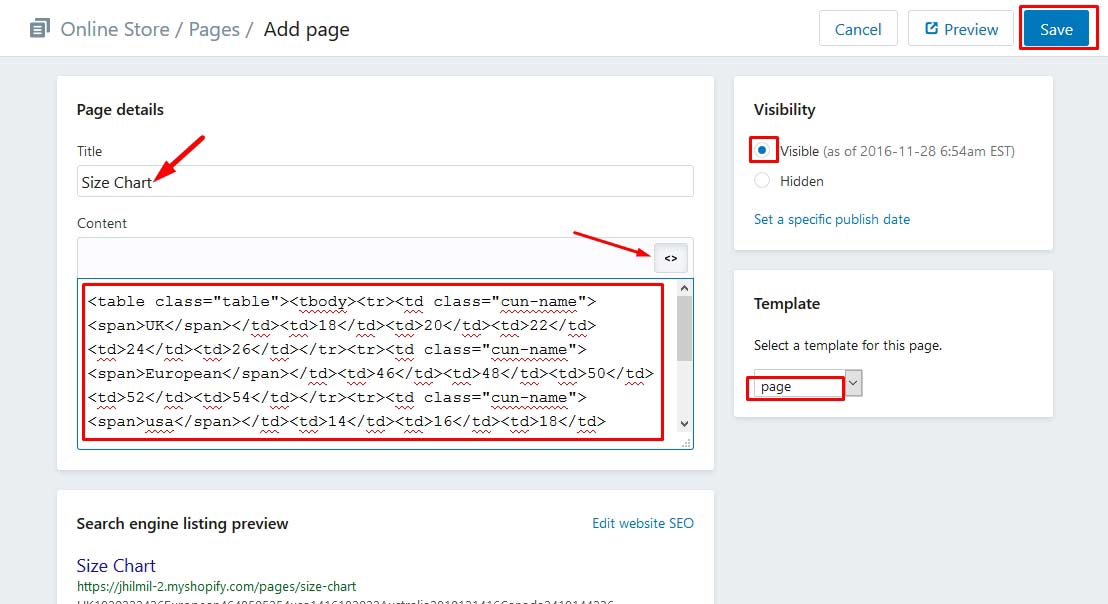 Online Store / Pages / Add page
Cancel
Preview
Save
Page details
Title
Size Chart
Content
<>
<table class="table"><tbody><tr><td class="cun-name">
<span>UK</span></td><td>18</td><td>20</td><td>22</td>
<td>24</td><td>26</td></tr><tr><td class="cun-name">
<span>European</span></td><td>46</td><td>48</td><td>50</td>
<td>52</td><td>54</td></tr><tr><td class="cun-name">
<span>usa</span></td><td>14</td><td>16</td><td>18</td>
Visibility
Visible (as of 2016-11-28 6:54am EST)
Hidden
Set a specific publish date
Template
Select a template for this page.
page
Search engine listing preview
Edit website SEO
Size Chart
https://jhilmil-2.myshopify.com/pages/size-chart